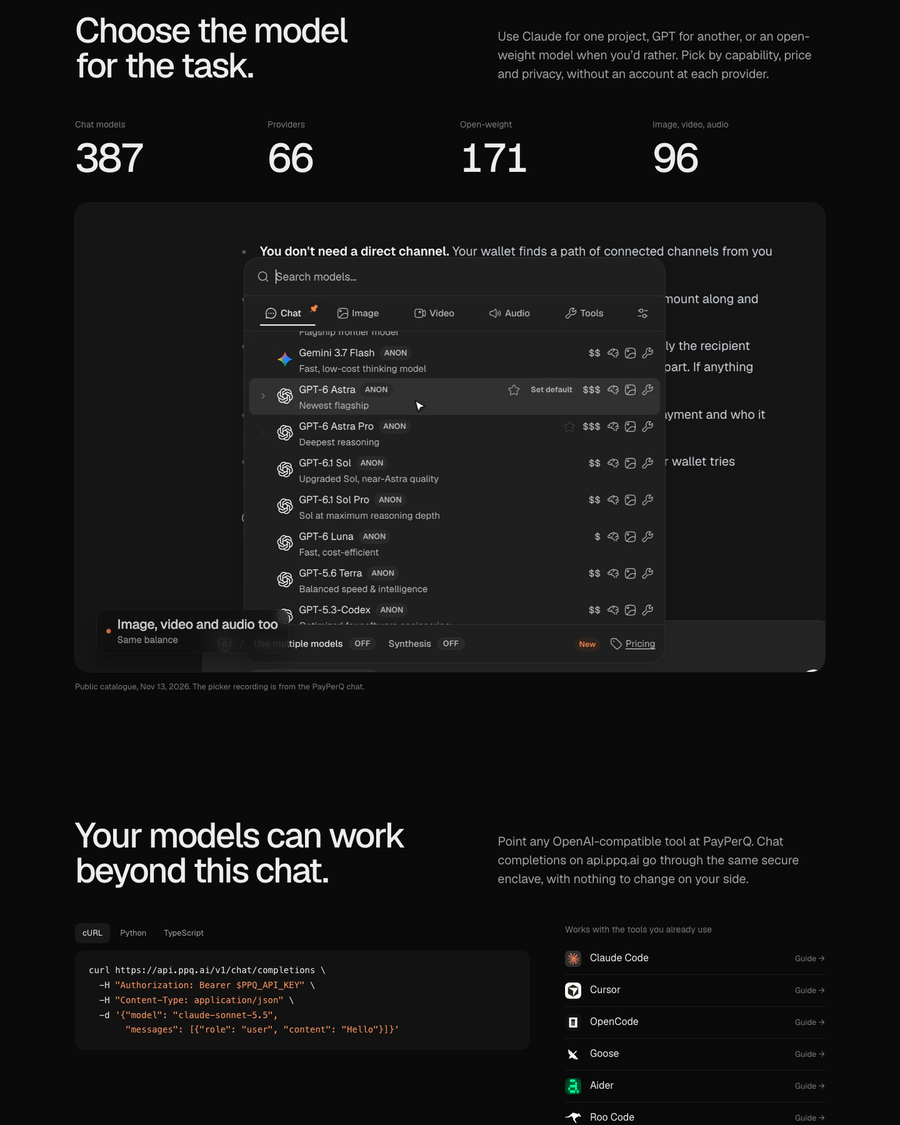 Choose the model
for the task.
Use Claude for one project, GPT for another, or an open-
weight model when you'd rather. Pick by capability, price
and privacy, without an account at each provider.
Chat models
387
Providers
66
Open-weight
171
Image, video, audio
96
You don't need a direct channel. Your wallet finds a path of connected channels from you
Search models...
mount along and
Chat
Image
Video
Audio
Tools
Flagship frontier model
ly the recipient
Gemini 3.7 Flash ANON $$
Fast, low-cost thinking model
part. If anything
GPT-6 Astra ANON Set default $$$
Newest flagship
yment and who it
GPT-6 Astra Pro ANON $$$
Deepest reasoning
GPT-6.1 Sol ANON $$
Upgraded Sol, near-Astra quality
r wallet tries
GPT-6.1 Sol Pro ANON $$
Sol at maximum reasoning depth
GPT-6 Luna ANON $
Fast, cost-efficient
GPT-5.6 Terra ANON $$
Balanced speed & intelligence
GPT-5.3-Codex ANON $$
Optimized for software engineering
Image, video and audio too
Same balance
Use multiple models OFF Synthesis OFF New Pricing
Public catalogue, Nov 13, 2026. The picker recording is from the PayPerQ chat.
Your models can work
beyond this chat.
Point any OpenAI-compatible tool at PayPerQ. Chat
completions on api.ppq.ai go through the same secure
enclave, with nothing to change on your side.
cURL Python TypeScript
curl https://api.ppq.ai/v1/chat/completions \
-H "Authorization: Bearer $PPQ_API_KEY" \
-H "Content-Type: application/json" \
-d '{"model": "claude-sonnet-5.5",
"messages": [{"role": "user", "content": "Hello"}]}'
Works with the tools you already use
Claude Code Guide →
Cursor Guide →
OpenCode Guide →
Goose Guide →
Aider Guide →
Roo Code Guide →